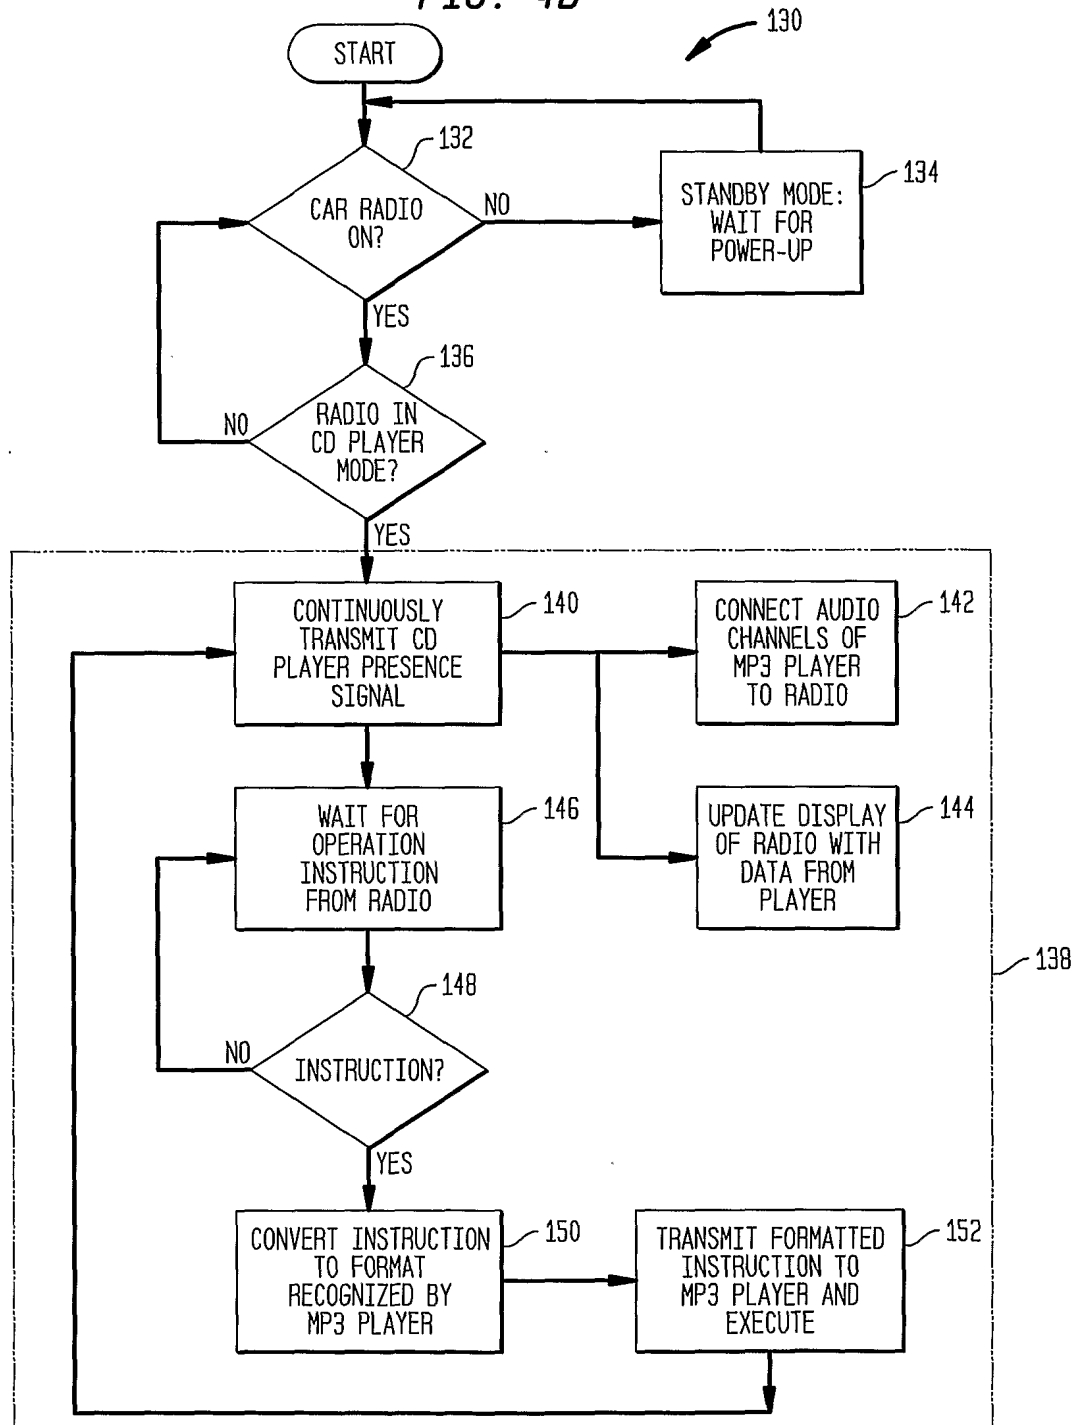 FIG. 4B
130
START
132
CAR RADIO
ON?
NO
134
STANDBY MODE:
WAIT FOR
POWER-UP
YES
136
RADIO IN
CD PLAYER
MODE?
NO
YES
138
140
CONTINUOUSLY
TRANSMIT CD
PLAYER PRESENCE
SIGNAL
142
CONNECT AUDIO
CHANNELS OF
MP3 PLAYER
TO RADIO
144
UPDATE DISPLAY
OF RADIO WITH
DATA FROM
PLAYER
146
WAIT FOR
OPERATION
INSTRUCTION
FROM RADIO
148
INSTRUCTION?
NO
YES
150
CONVERT INSTRUCTION
TO FORMAT
RECOGNIZED BY
MP3 PLAYER
152
TRANSMIT FORMATTED
INSTRUCTION TO
MP3 PLAYER AND
EXECUTE